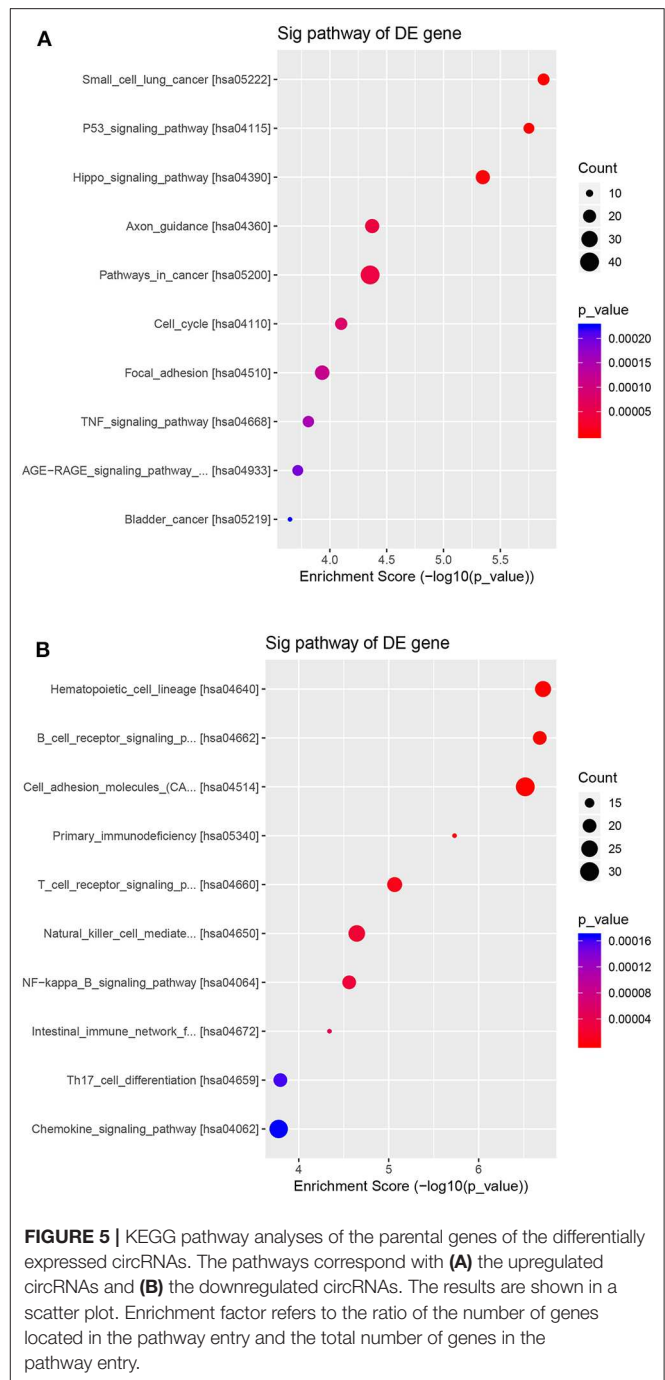 A
Sig pathway of DE gene
Small_cell_lung_cancer [hsa05222]
P53_signaling_pathway [hsa04115]
Hippo_signaling_pathway [hsa04390]
Axon_guidance [hsa04360]
Pathways_in_cancer [hsa05200]
Cell_cycle [hsa04110]
Focal_adhesion [hsa04510]
TNF_signaling_pathway [hsa04668]
AGE−RAGE_signaling_pathway_... [hsa04933]
Bladder_cancer [hsa05219]
4.0 4.5 5.0 5.5
Enrichment Score (−log10(p_value))
Count
10
20
30
40
p_value
0.00020
0.00015
0.00010
0.00005
B
Sig pathway of DE gene
Hematopoietic_cell_lineage [hsa04640]
B_cell_receptor_signaling_p... [hsa04662]
Cell_adhesion_molecules_(CA... [hsa04514]
Primary_immunodeficiency [hsa05340]
T_cell_receptor_signaling_p... [hsa04660]
Natural_killer_cell_mediate... [hsa04650]
NF−kappa_B_signaling_pathway [hsa04064]
Intestinal_immune_network_f... [hsa04672]
Th17_cell_differentiation [hsa04659]
Chemokine_signaling_pathway [hsa04062]
4 5 6
Enrichment Score (−log10(p_value))
Count
15
20
25
30
p_value
0.00016
0.00012
0.00008
0.00004
FIGURE 5 | KEGG pathway analyses of the parental genes of the differentially
expressed circRNAs. The pathways correspond with (A) the upregulated
circRNAs and (B) the downregulated circRNAs. The results are shown in a
scatter plot. Enrichment factor refers to the ratio of the number of genes
located in the pathway entry and the total number of genes in the
pathway entry.